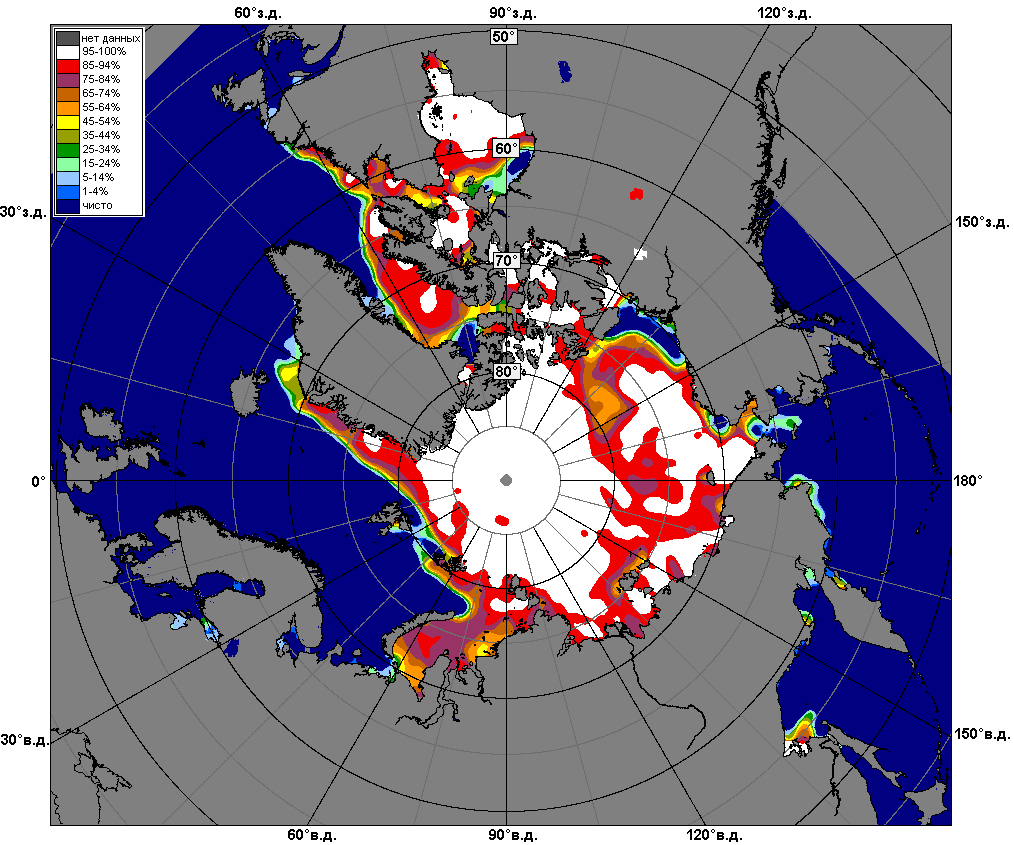 60°з.д.
90°з.д.
120°з.д.
50°
нет данных
95-100%
85-94%
75-84%
65-74%
55-64%
45-54%
35-44%
25-34%
15-24%
5-14%
1-4%
чисто
60°
30°з.д.
150°з.д.
70°
80°
0°
180°
30°в.д.
150°в.д.
60°в.д.
90°в.д.
120°в.д.